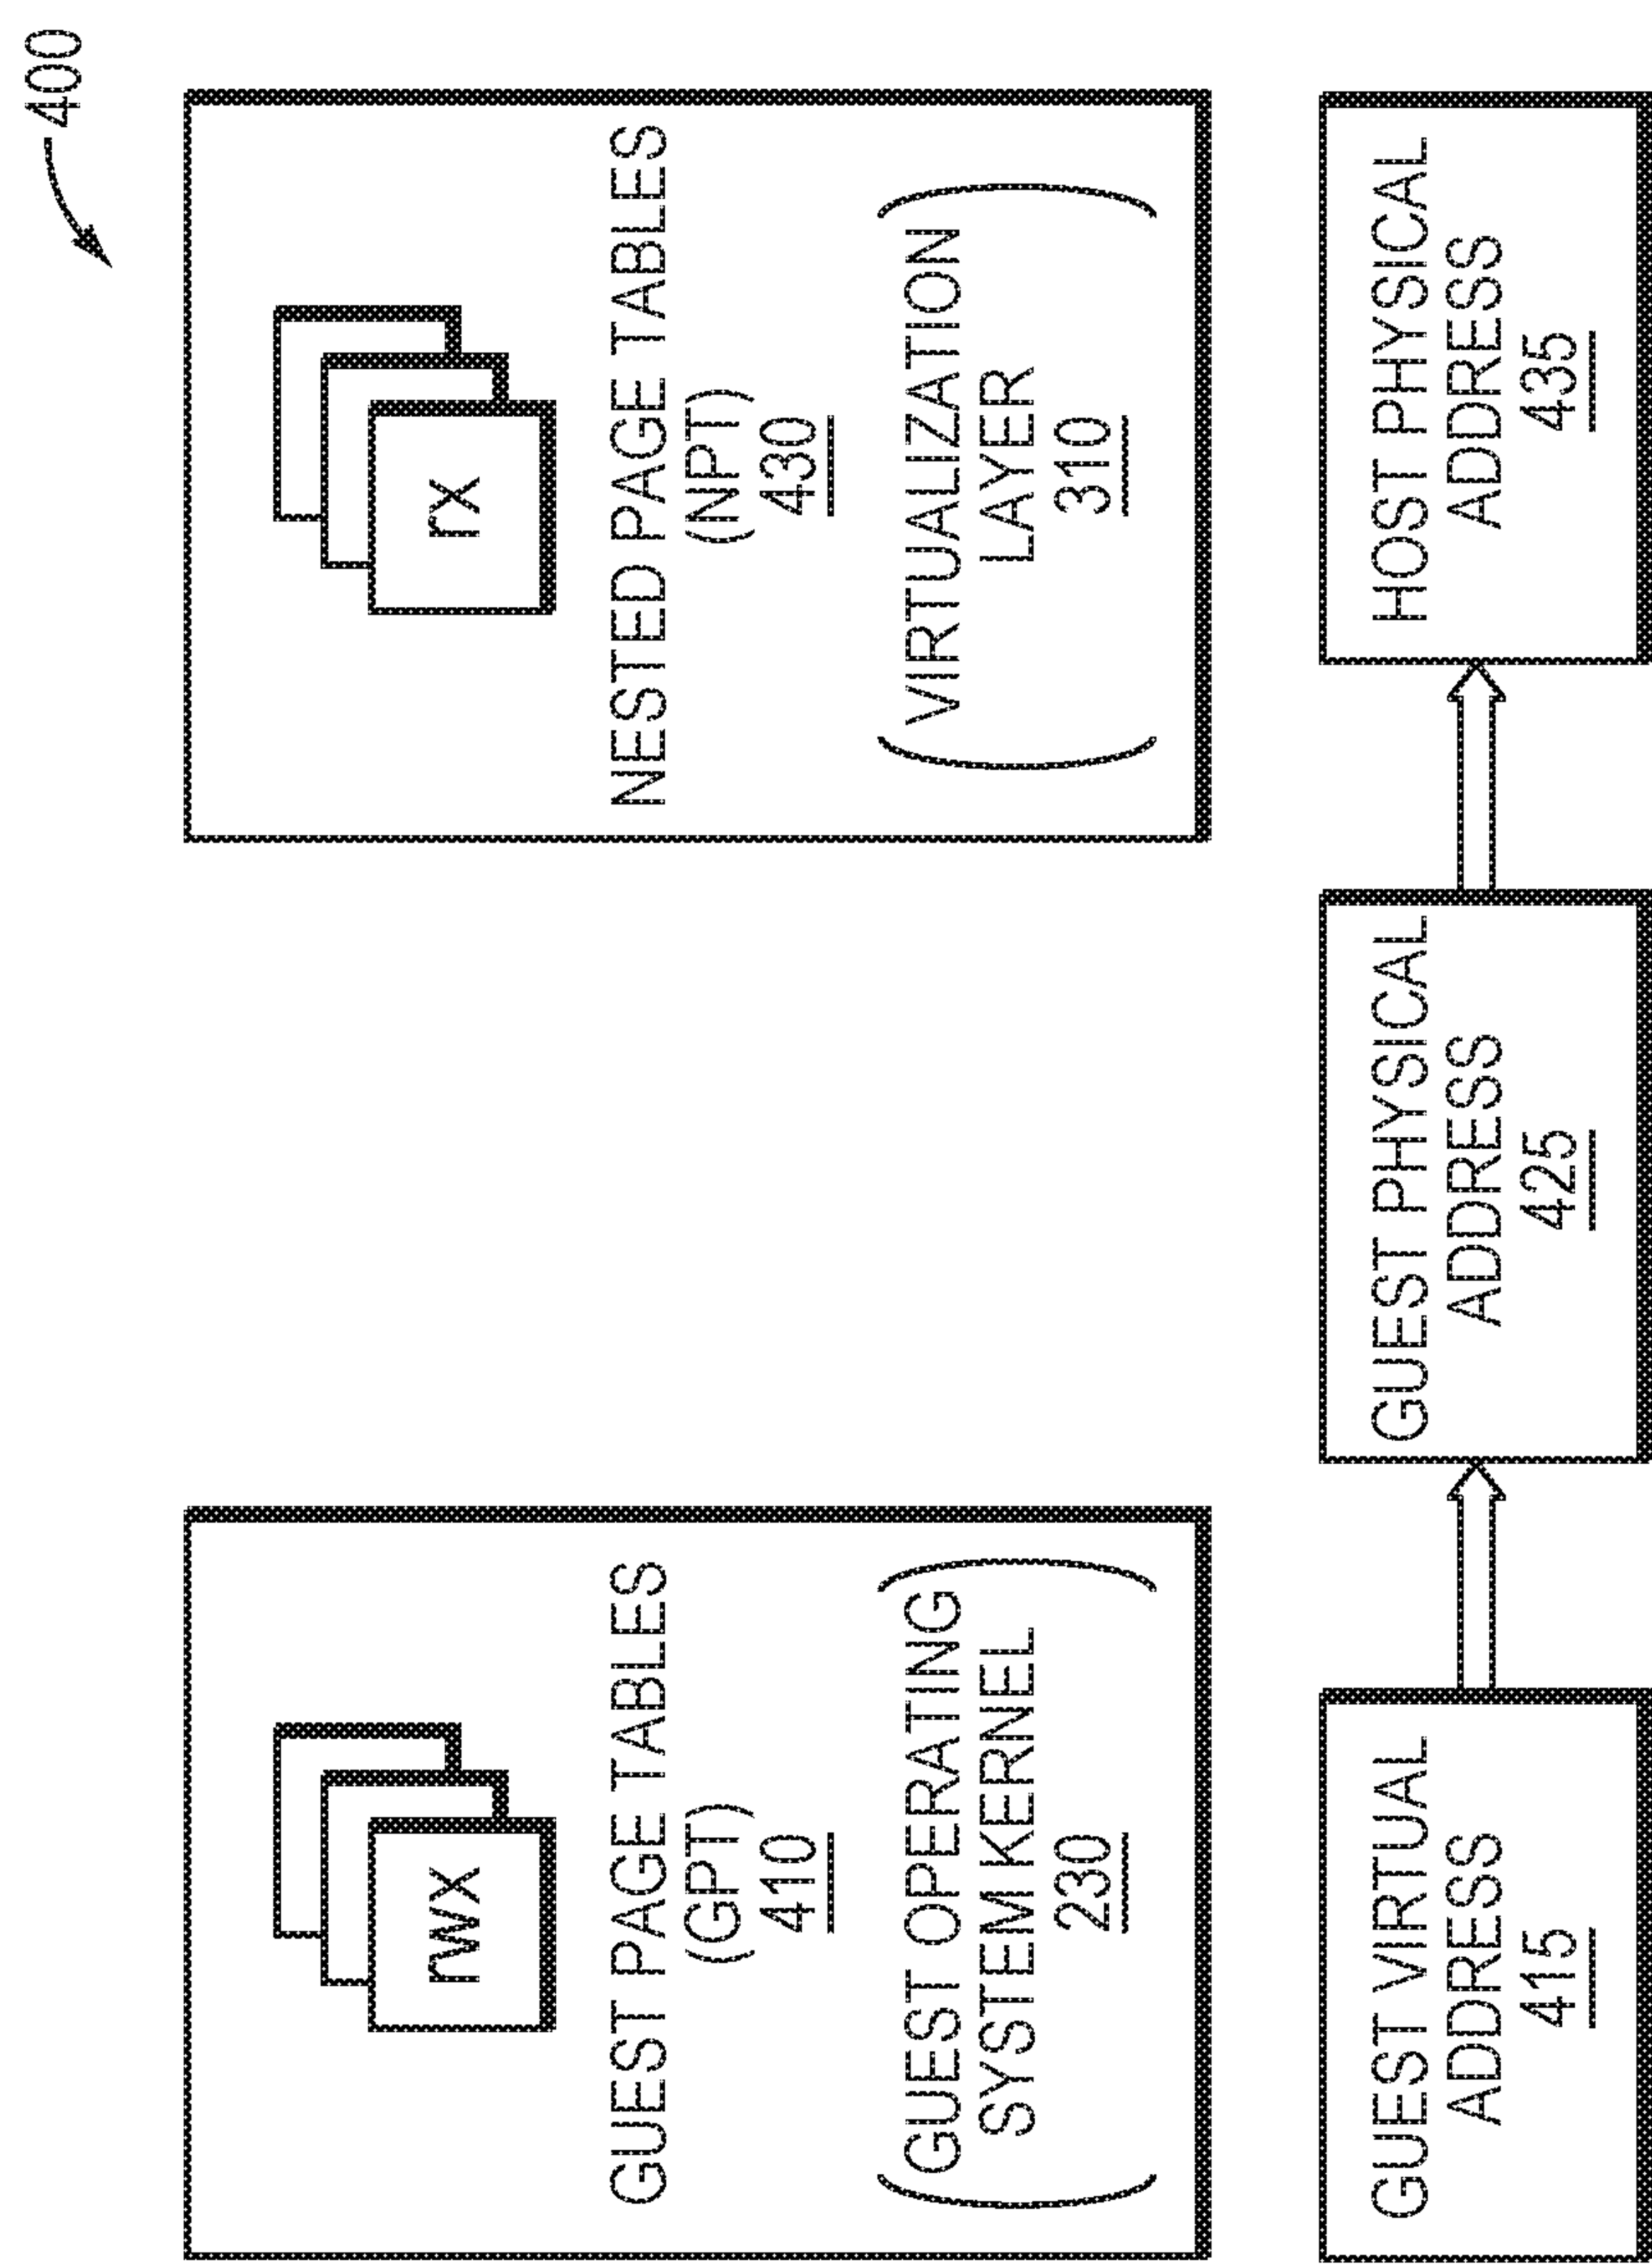 400
rwx
GUEST PAGE TABLES
(GPT)
410
(GUEST OPERATING
SYSTEM KERNEL)
230
rx
NESTED PAGE TABLES
(NPT)
430
(VIRTUALIZATION
LAYER)
310
GUEST VIRTUAL
ADDRESS
415
GUEST PHYSICAL
ADDRESS
425
HOST PHYSICAL
ADDRESS
435